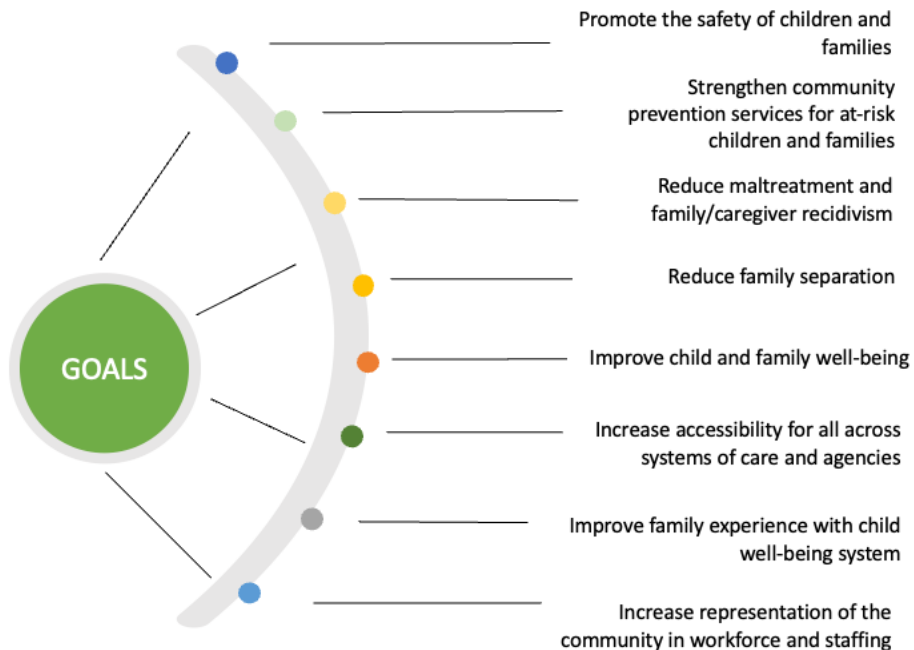 Promote the safety of children and
families
Strengthen community
prevention services for at-risk
children and families
Reduce maltreatment and
family/caregiver recidivism
Reduce family separation
GOALS
Improve child and family well-being
Increase accessibility for all across
systems of care and agencies
Improve family experience with child
well-being system
Increase representation of the
community in workforce and staffing